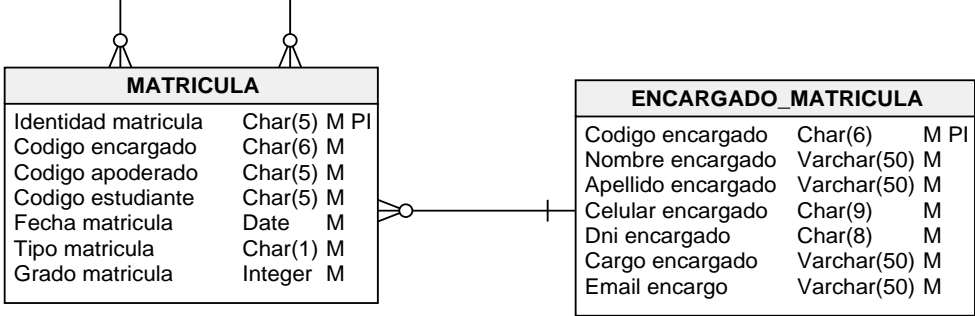 MATRICULA
Identidad matricula Char(5) M PI
Codigo encargado Char(6) M
Codigo apoderado Char(5) M
Codigo estudiante Char(5) M
Fecha matricula Date M
Tipo matricula Char(1) M
Grado matricula Integer M
ENCARGADO_MATRICULA
Codigo encargado Char(6) M PI
Nombre encargado Varchar(50) M
Apellido encargado Varchar(50) M
Celular encargado Char(9) M
Dni encargado Char(8) M
Cargo encargado Varchar(50) M
Email encargo Varchar(50) M